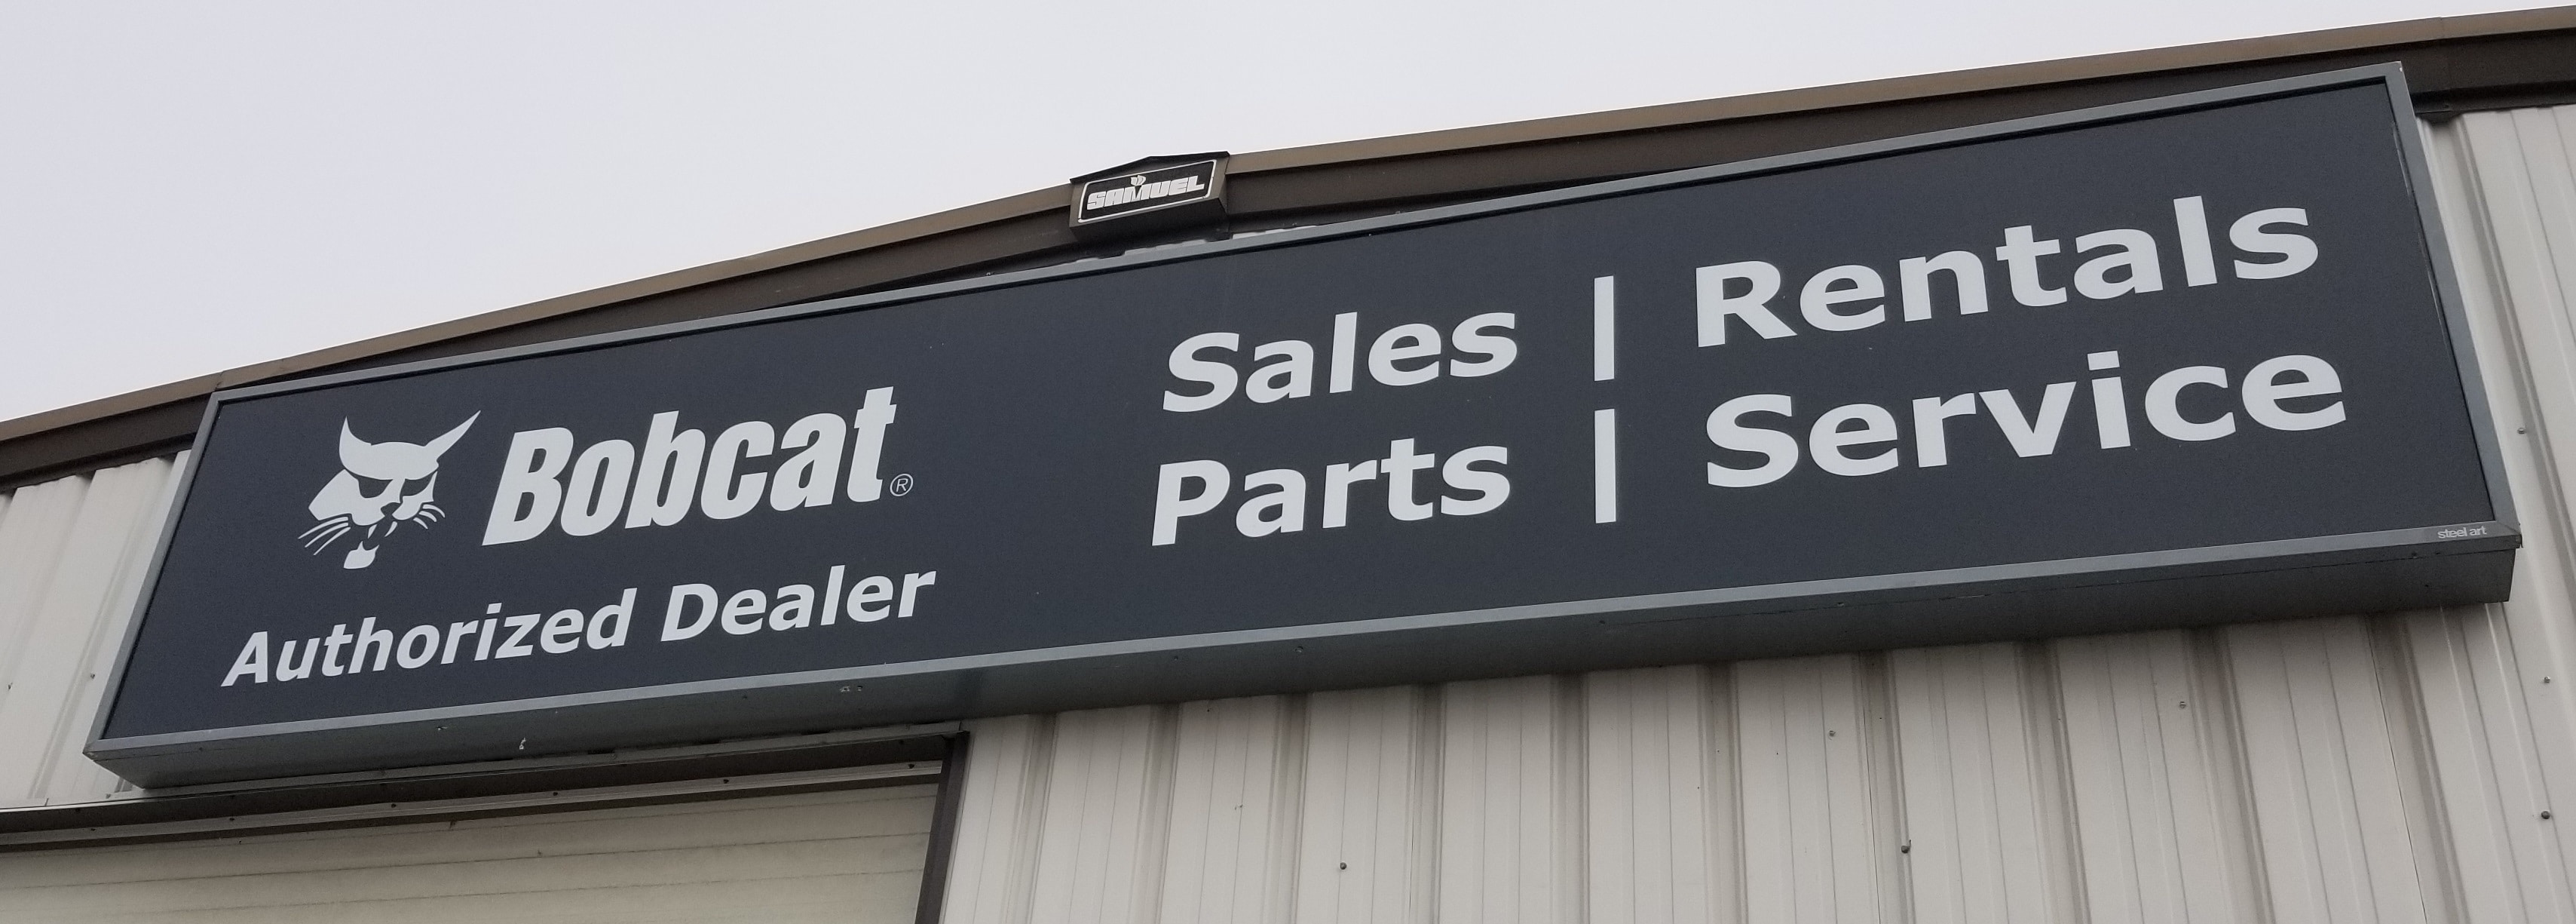 SAMUEL
Bobcat®
Authorized Dealer
Sales | Rentals
Parts | Service
steel art